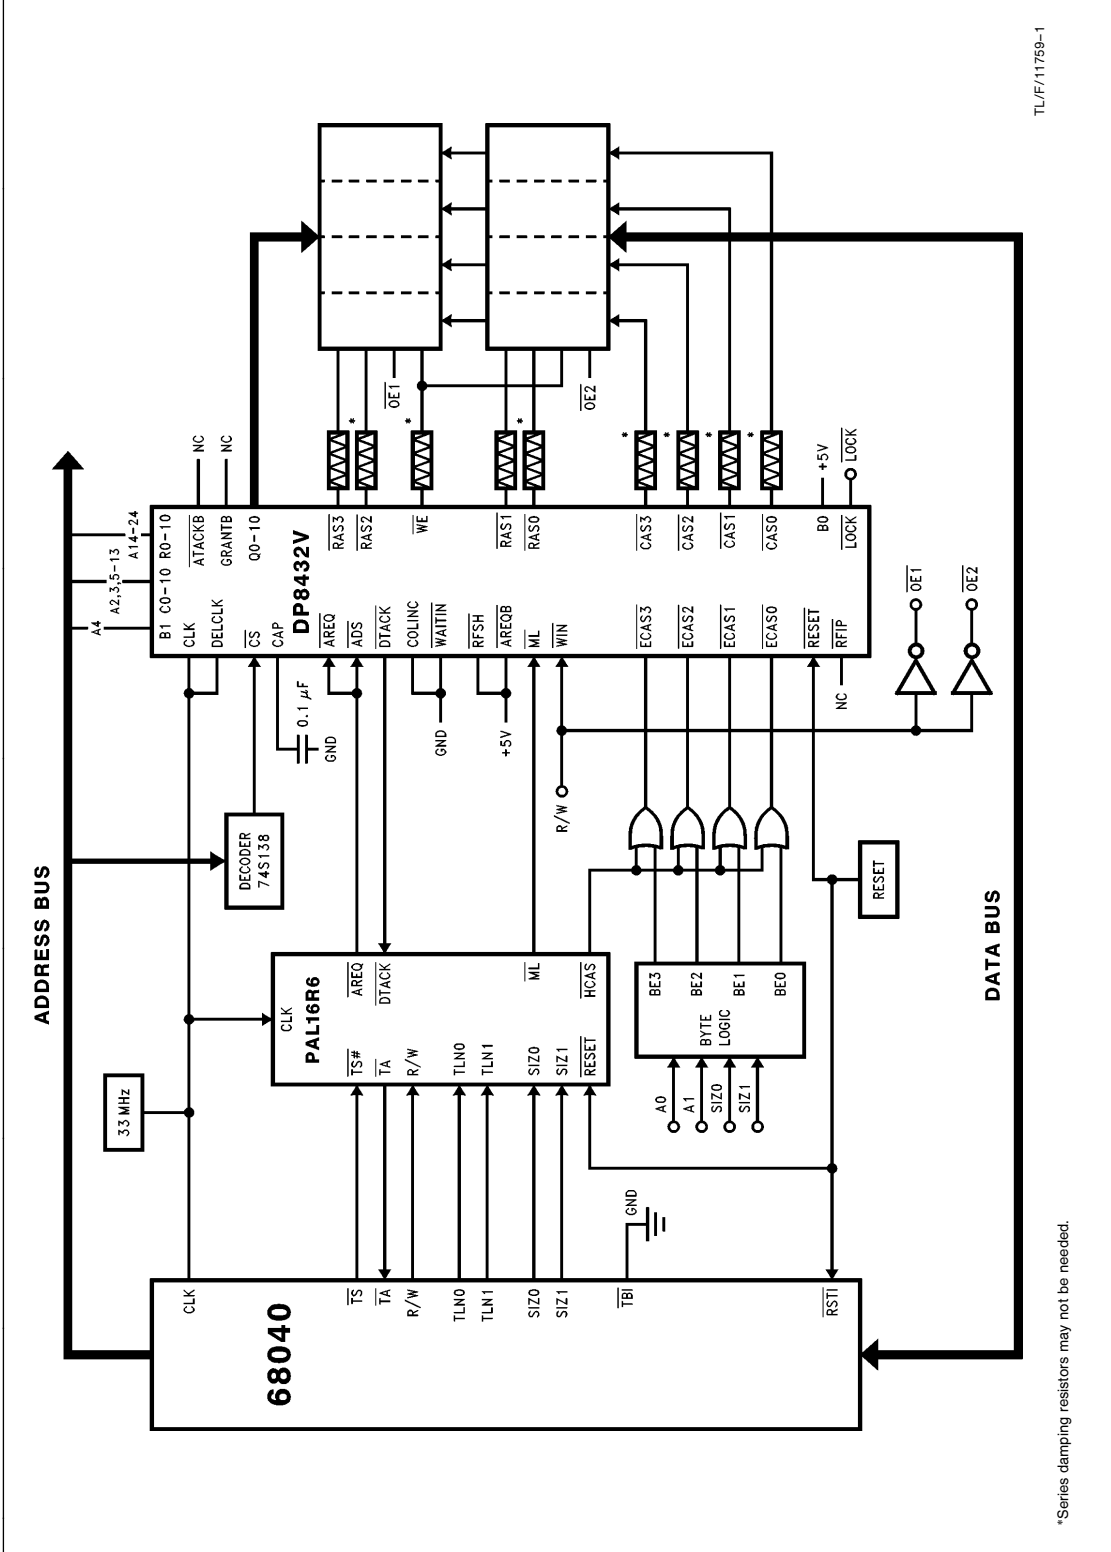 TL/F/11759–1
ADDRESS BUS
33 MHz
DECODER
74S138
A4
A2,3,5-13
A14-24
68040
CLK
TS
TA
R/W
TLN0
TLN1
SIZ0
SIZ1
TBI
RSTI
GND
PAL16R6
CLK
TS#
TA
R/W
TLN0
TLN1
SIZ0
SIZ1
RESET
AREQ
DTACK
ML
HCAS
BYTE
LOGIC
A0
A1
SIZ0
SIZ1
BE3
BE2
BE1
BE0
RESET
0.1 µF
GND
GND
+5V
R/W
NC
DP8432V
B1 C0-10 R0-10
CLK
DELCLK
CS
CAP
AREQ
ADS
DTACK
COLINC
WAITIN
RFSH
AREQB
ML
WIN
ECAS3
ECAS2
ECAS1
ECAS0
RESET
RFIP
ATACKB
GRANTB
Q0-10
RAS3
RAS2
WE
RAS1
RAS0
CAS3
CAS2
CAS1
CAS0
B0
LOCK
NC
NC
*
OE1
*
*
OE2
*
*
*
*
+5V
LOCK
OE1
OE2
DATA BUS
*Series damping resistors may not be needed.